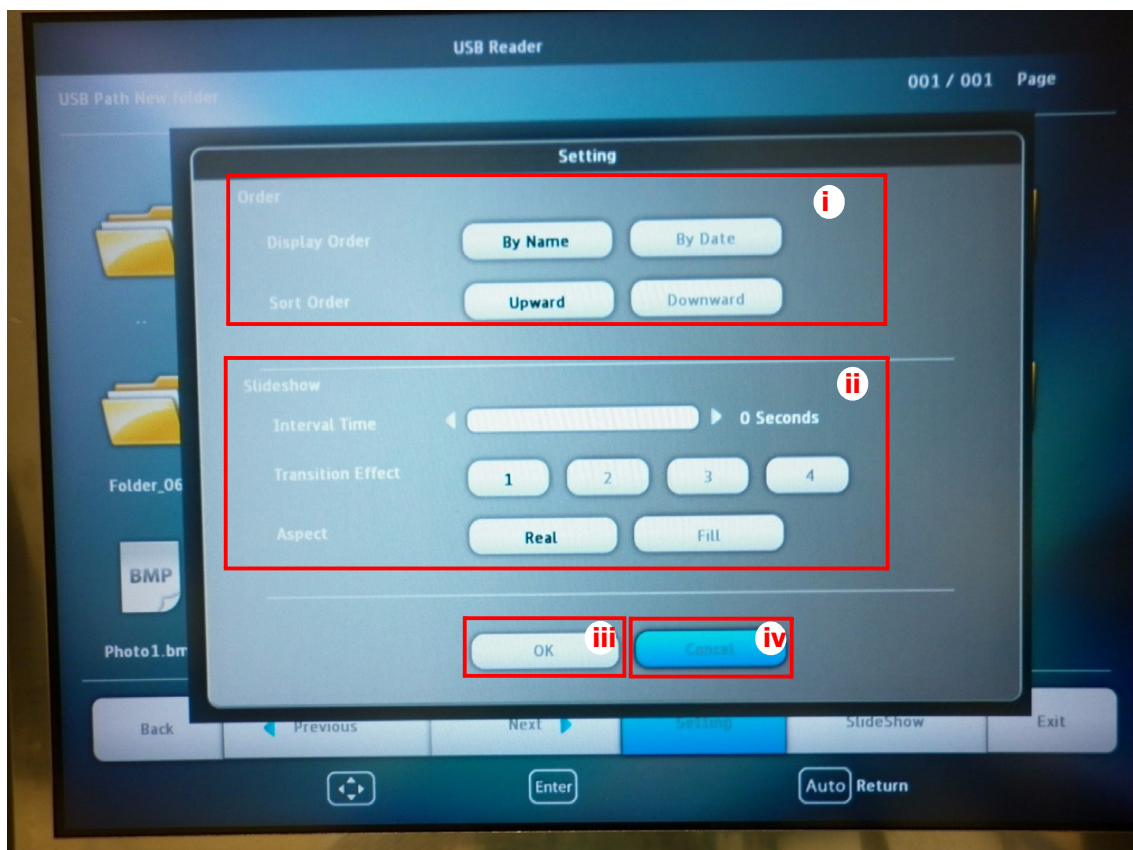 USB Reader
001 / 001 Page
USB Path New folder
Setting
Order
i
Display Order By Name By Date
Sort Order Upward Downward
..
Slideshow
ii
Interval Time 0 Seconds
Transition Effect 1 2 3 4
Folder_06
Aspect Real Fill
BMP
OK iii Cancel iv
Photo1.bm
Back Previous Next Setting SlideShow Exit
Enter Auto Return